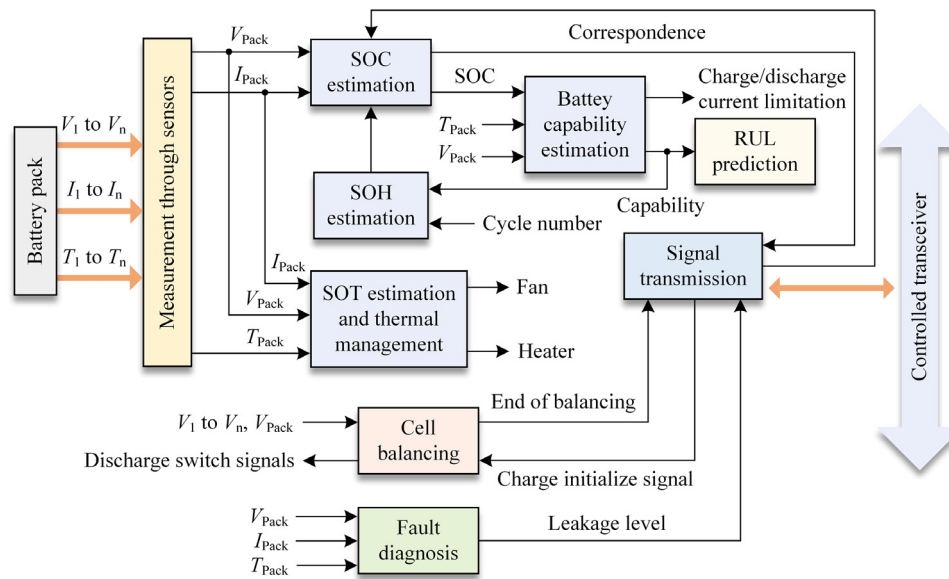 Battery pack
V1 to Vn
I1 to In
T1 to Tn
Measurement through sensors
VPack
IPack
SOC
estimation
Correspondence
SOC
TPack
VPack
Battey
capability
estimation
Charge/discharge
current limitation
RUL
prediction
Capability
SOH
estimation
Cycle number
IPack
VPack
TPack
SOT estimation
and thermal
management
Fan
Heater
Signal
transmission
Controlled transceiver
End of balancing
V1 to Vn, VPack
Discharge switch signals
Cell
balancing
Charge initialize signal
VPack
IPack
TPack
Fault
diagnosis
Leakage level